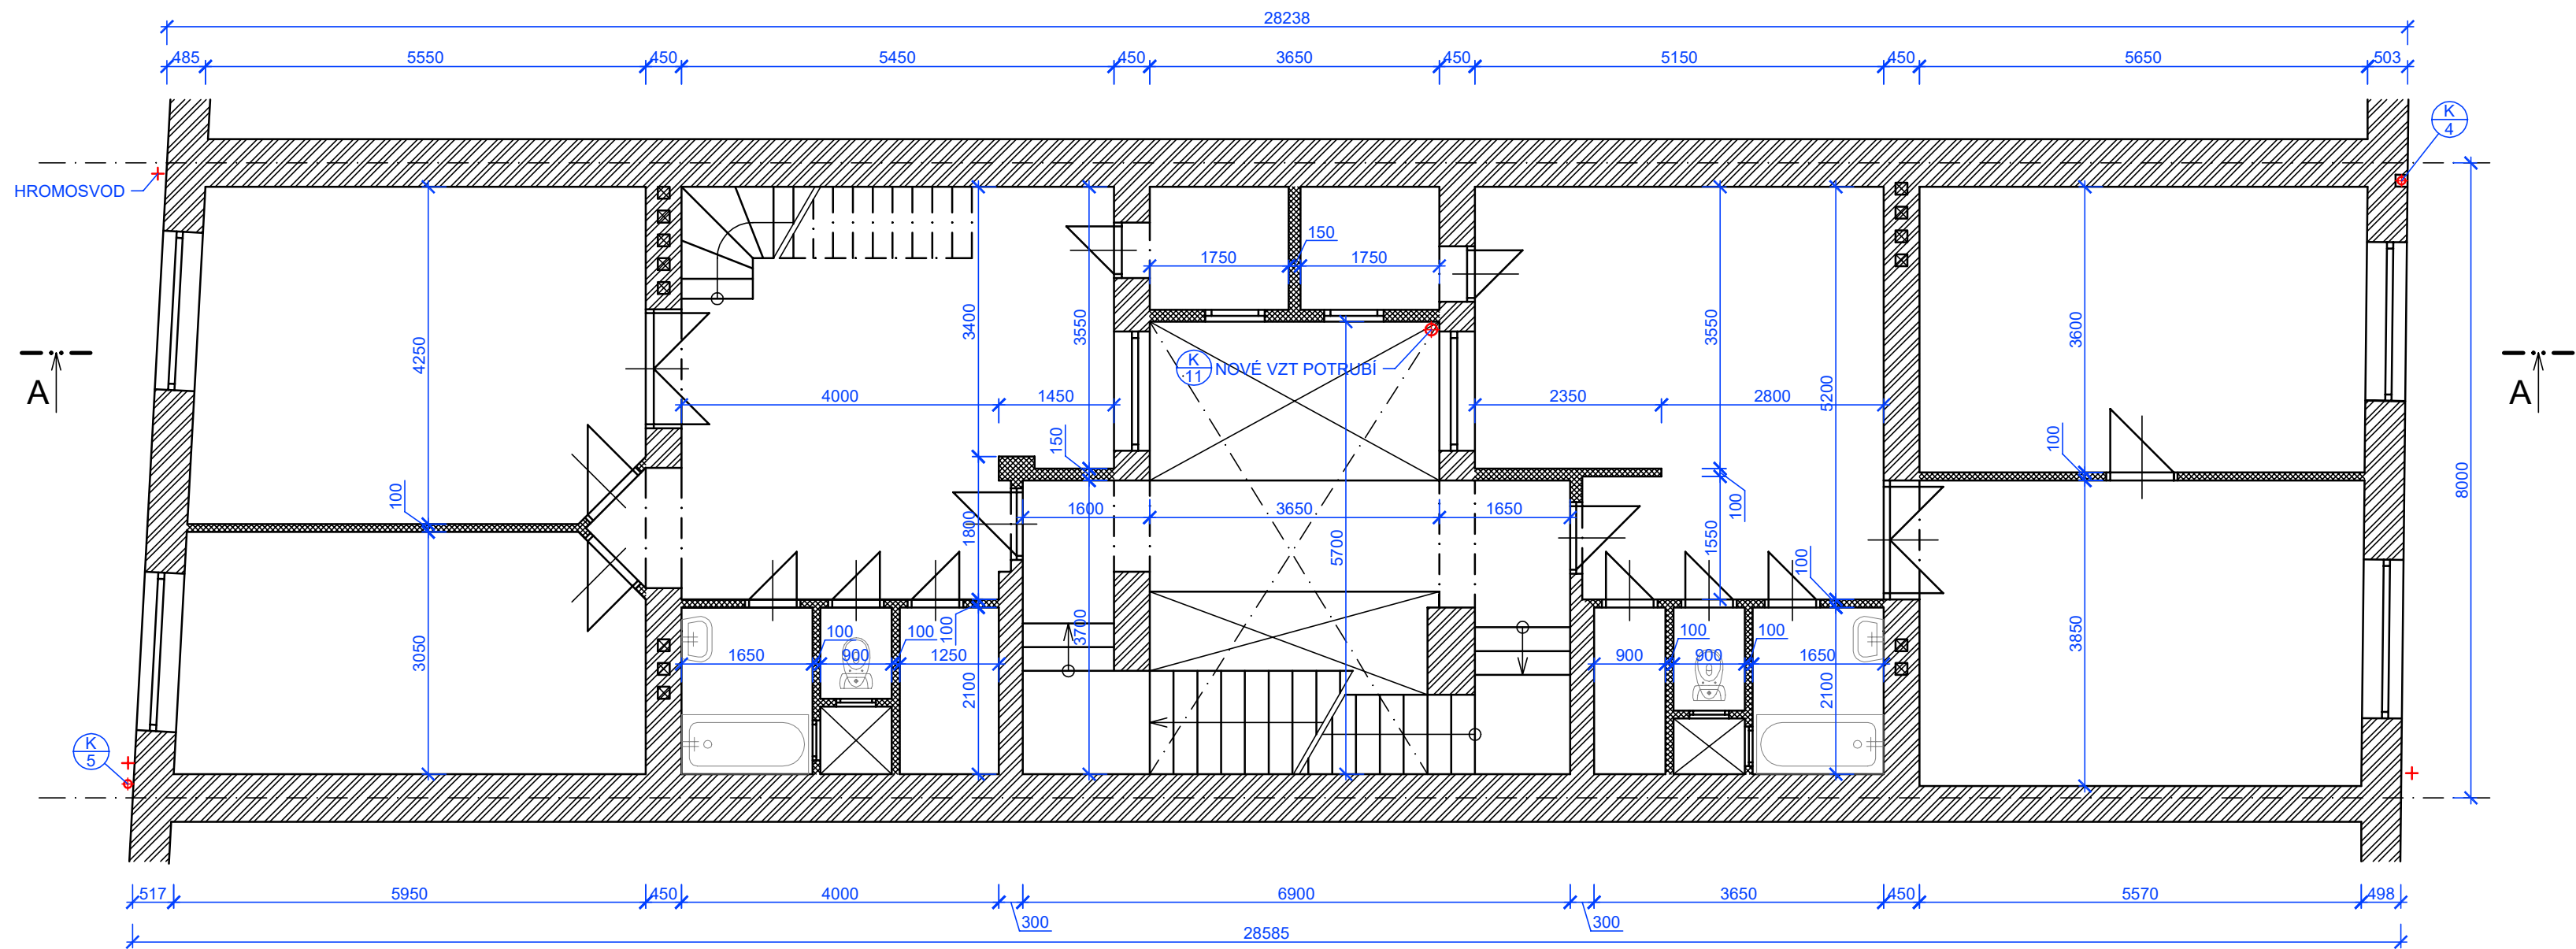 28238
485 5550 450 5450 450 3650 450 5150 450 5650 503
K
4
HROMOSVOD
150
1750 1750
3400 3550 3550 3600
4250
K
11
NOVÉ VZT POTRUBÍ
A
A
4000 1450 2350 2800 5200
150 100
100 100 8000
1600 3650 1650
1800 5700 1550 100
3050 100 3700 3850
100 100 100 100
1650 900 1250 900 900 1650
2100 2100
K
5
517 5950 450 4000 6900 3650 450 5570 498
300 300
28585